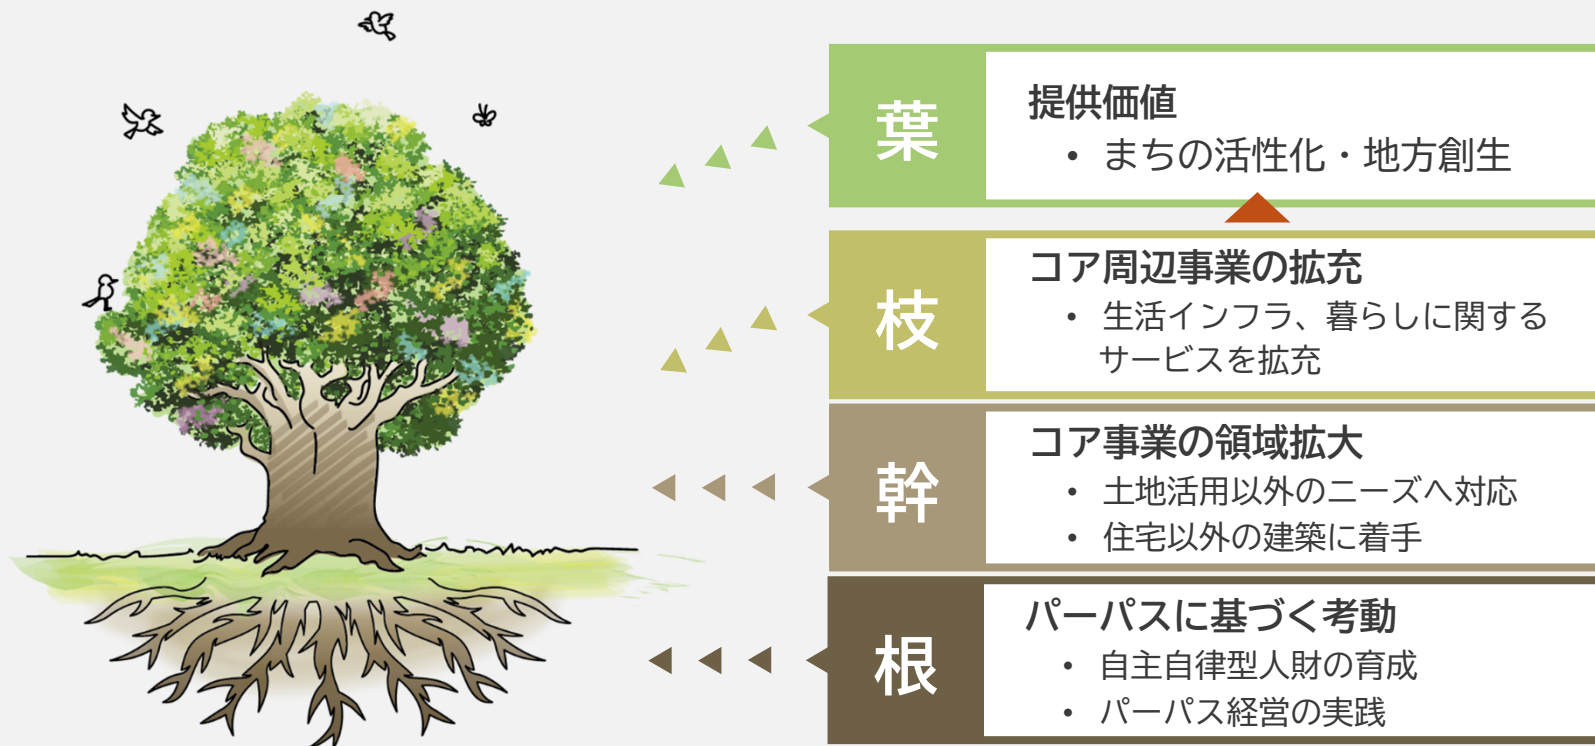 葉
提供価値
• まちの活性化・地方創生
枝
コア周辺事業の拡充
• 生活インフラ、暮らしに関する
サービスを拡充
幹
コア事業の領域拡大
• 土地活用以外のニーズへ対応
• 住宅以外の建築に着手
根
パーパスに基づく考動
• 自主自律型人財の育成
• パーパス経営の実践